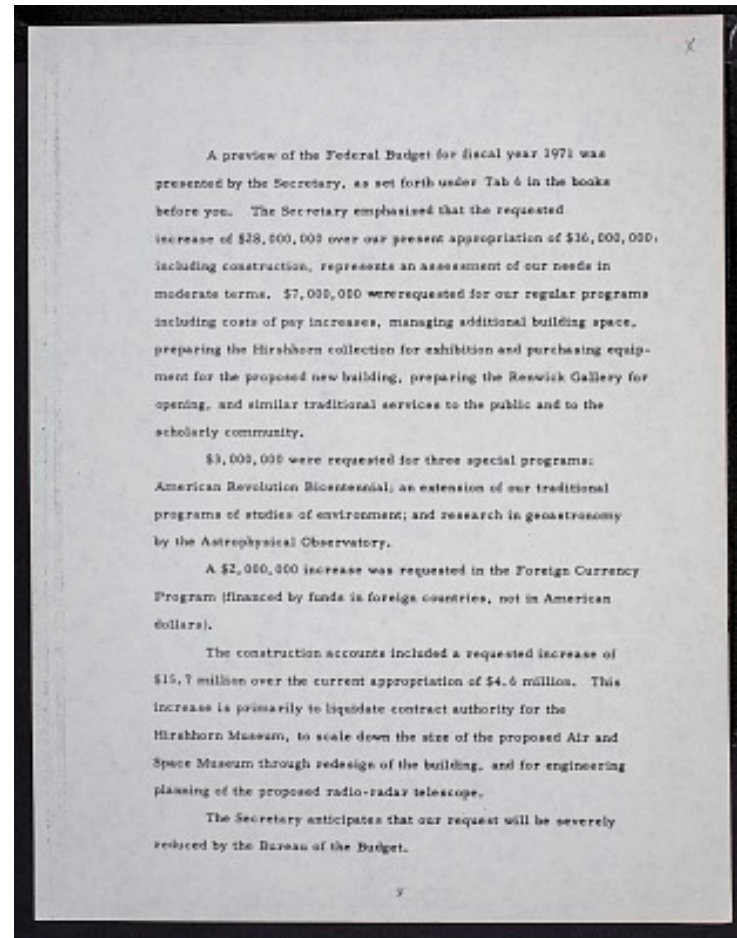 A preview of the Federal Budget for fiscal year 1971 was
presented by the Secretary, as set forth under Tab 6 in the books
before you. The Secretary emphasized that the requested
increase of $28,000,000 over our present appropriation of $36,000,000,
including construction, represents an assessment of our needs in
moderate terms. $7,000,000 were requested for our regular programs
including costs of pay increases, managing additional building space,
preparing the Hirshhorn collection for exhibition and purchasing equip-
ment for the proposed new building, preparing the Renwick Gallery for
opening, and similar traditional services to the public and to the
scholarly community.
$3,000,000 were requested for three special programs:
American Revolution Bicentennial; an extension of our traditional
programs of studies of environment; and research in geoastronomy
by the Astrophysical Observatory.
A $2,000,000 increase was requested in the Foreign Currency
Program (financed by funds in foreign countries, not in American
dollars).
The construction accounts included a requested increase of
$15.7 million over the current appropriation of $4.6 million. This
increase is primarily to liquidate contract authority for the
Hirshhorn Museum, to scale down the size of the proposed Air and
Space Museum through redesign of the building, and for engineering
planning of the proposed radio-radar telescope.
The Secretary anticipates that our request will be severely
reduced by the Bureau of the Budget.